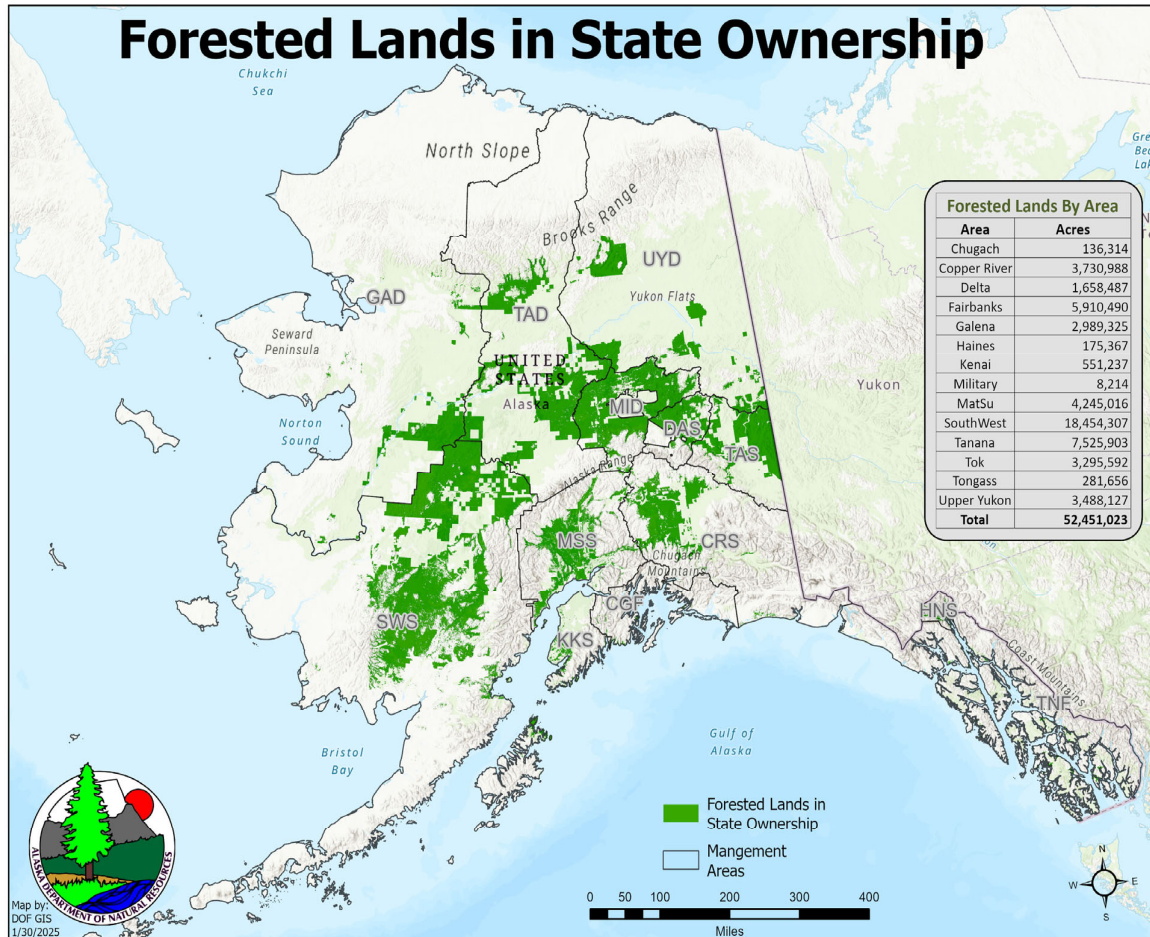 Forested Lands in State Ownership
Chukchi
Sea
North Slope
Brooks Range
UYD
GAD
Yukon Flats
TAD
Seward
Peninsula
UNITED
STATES
Alaska
Yukon
MID
DAS
Norton
Sound
TAS
Alaska Range
MSS
CRS
Chugach
Mountains
CGF
SWS
KKS
HNS
Coast Mountains
TNF
Gulf of
Alaska
Bristol
Bay
Gre
Bea
Lak
Forested Lands By Area
Area Acres
Chugach 136,314
Copper River 3,730,988
Delta 1,658,487
Fairbanks 5,910,490
Galena 2,989,325
Haines 175,367
Kenai 551,237
Military 8,214
MatSu 4,245,016
SouthWest 18,454,307
Tanana 7,525,903
Tok 3,295,592
Tongass 281,656
Upper Yukon 3,488,127
Total 52,451,023
Forested Lands in
State Ownership
Mangement
Areas
0 50 100 200 300 400
Miles
N
W E
S
ALASKA DEPARTMENT OF NATURAL RESOURCES
Map by:
DOF GIS
1/30/2025